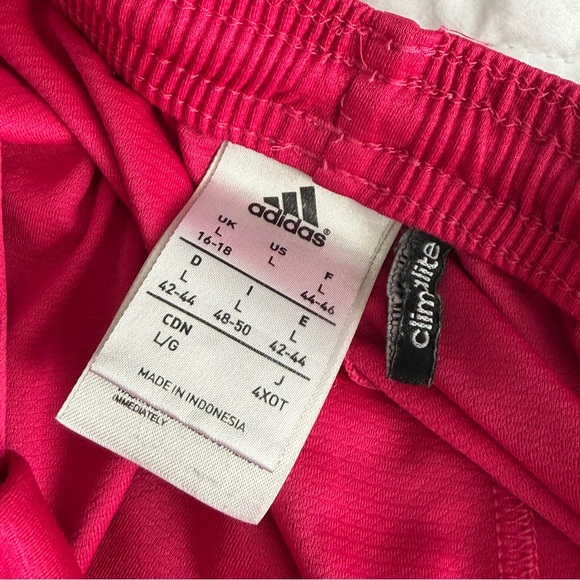 adidas®
UK US F
L L L
16-18 44-46
D I E
L L L
42-44 48-50 42-44
CDN J
L/G 4XOT
MADE IN INDONESIA
IMMEDIATELY
climalite